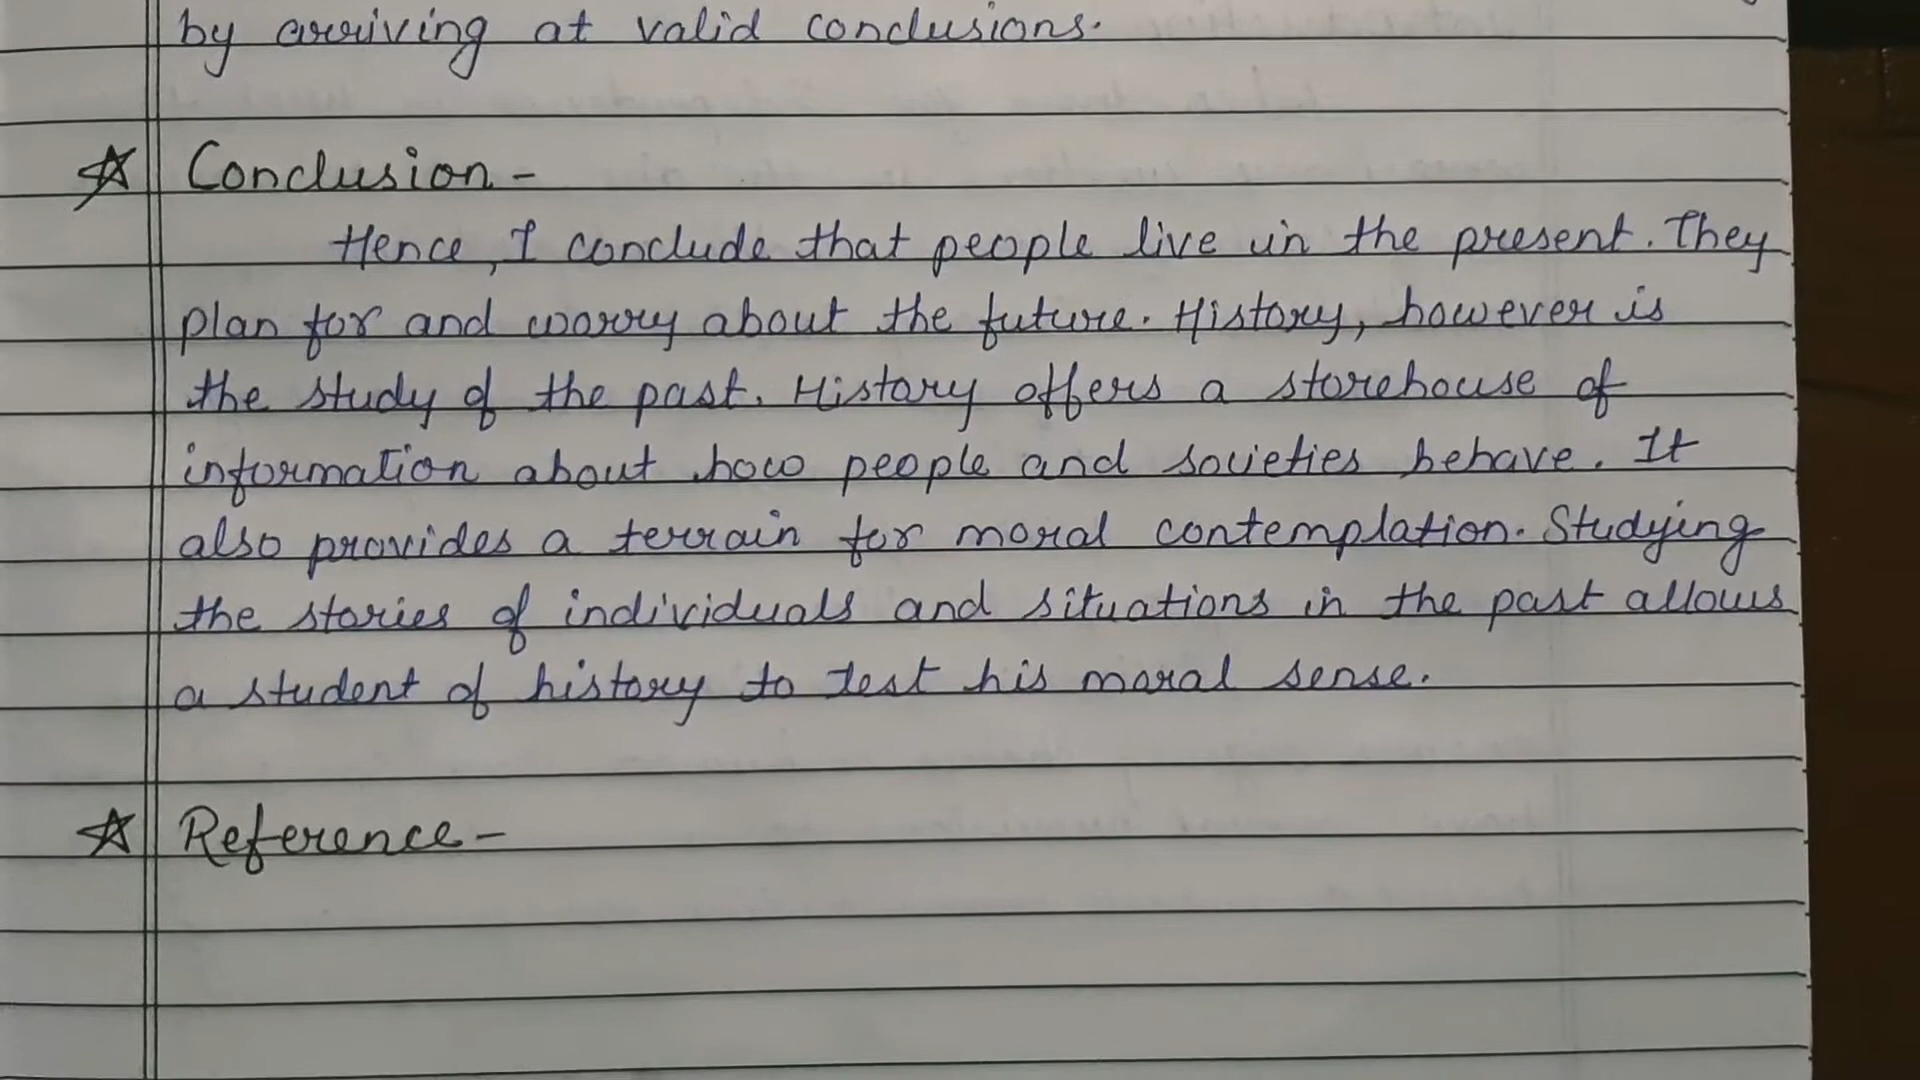 by arriving at valid conclusions.
☆ Conclusion -
Hence, I conclude that people live in the present. They
plan for and worry about the future. History, however is
the study of the past. History offers a storehouse of
information about how people and societies behave. It
also provides a terrain for moral contemplation. Studying
the stories of individuals and situations in the past allows
a student of history to test his moral sense.
☆ Reference -